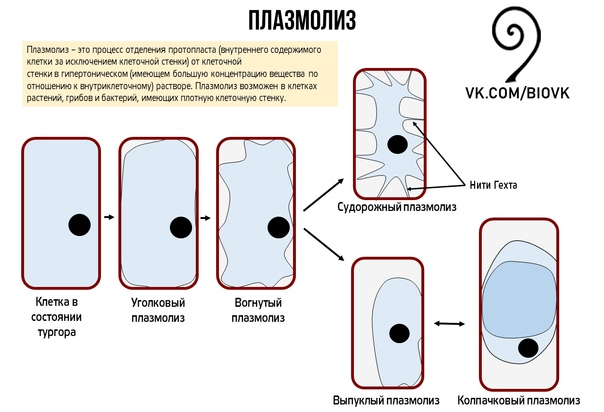 ПЛАЗМОЛИЗ
Плазмолиз – это процесс отделения протопласта (внутреннего содержимого
клетки за исключением клеточной стенки) от клеточной
стенки в гипертоническом (имеющем большую концентрацию вещества по
отношению к внутриклеточному) растворе. Плазмолиз возможен в клетках
растений, грибов и бактерий, имеющих плотную клеточную стенку.
VK.COM/BIOVK
Нити Гехта
Судорожный плазмолиз
Клетка в
состоянии
тургора
Уголковый
плазмолиз
Вогнутый
плазмолиз
Выпуклый плазмолиз
Колпачковый плазмолиз